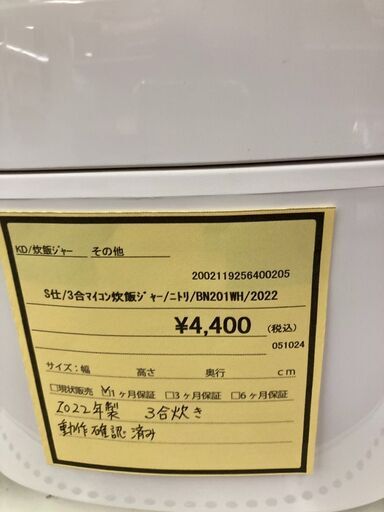 KD/炊飯ジャー その他
2002119256400205
S仕/3合マイコン炊飯ジャー/ニトリ/BN201WH/2022
¥4,400 (税込)
051024
サイズ:幅 高さ 奥行 cm
□現状販売 ☑1ヶ月保証 □3ヶ月保証 □6ヶ月保証
2022年製 3合炊き
動作確認済み